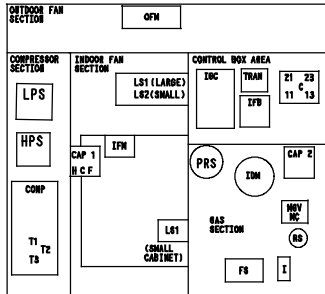 OUTDOOR FAN
SECTION
OFM
COMPRESSOR
SECTION
LPS
HPS
COMP
T1
T2
T3
INDOOR FAN
SECTION
LS1 (LARGE)
LS2 (SMALL)
CAP 1
H C F
IFM
LS1
(SMALL
CABINET)
CONTROL BOX AREA
IGC
TRAN
IFB
21 23
C
11 13
PRS
IDM
CAP 2
GAS
SECTION
MGV
MC
RS
FS
I